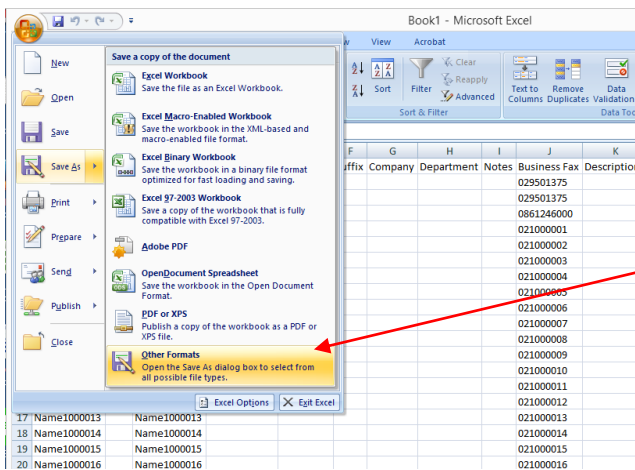 Book1 - Microsoft Excel
View Acrobat
New
Open
Save
Save As
Print
Prepare
Send
Publish
Close
Save a copy of the document
Excel Workbook
Save the file as an Excel Workbook.
Excel Macro-Enabled Workbook
Save the workbook in the XML-based and
macro-enabled file format.
Excel Binary Workbook
Save the workbook in a binary file format
optimized for fast loading and saving.
Excel 97-2003 Workbook
Save a copy of the workbook that is fully
compatible with Excel 97-2003.
Adobe PDF
OpenDocument Spreadsheet
Save the workbook in the Open Document
Format.
PDF or XPS
Publish a copy of the workbook as a PDF or
XPS file.
Other Formats
Open the Save As dialog box to select from
all possible file types.
Excel Options Exit Excel
Sort Filter Clear
Reapply
Advanced
Sort & Filter
Text to Columns
Remove Duplicates
Data Validation
Data Too
F G H I J K
uffix Company Department Notes Business Fax Description
029501375
029501375
0861246000
021000001
021000002
021000003
021000004
021000005
021000006
021000007
021000008
021000009
021000010
021000011
021000012
17 Name1000013 Name1000013 021000013
18 Name1000014 Name1000014 021000014
19 Name1000015 Name1000015 021000015
20 Name1000016 Name1000016 021000016